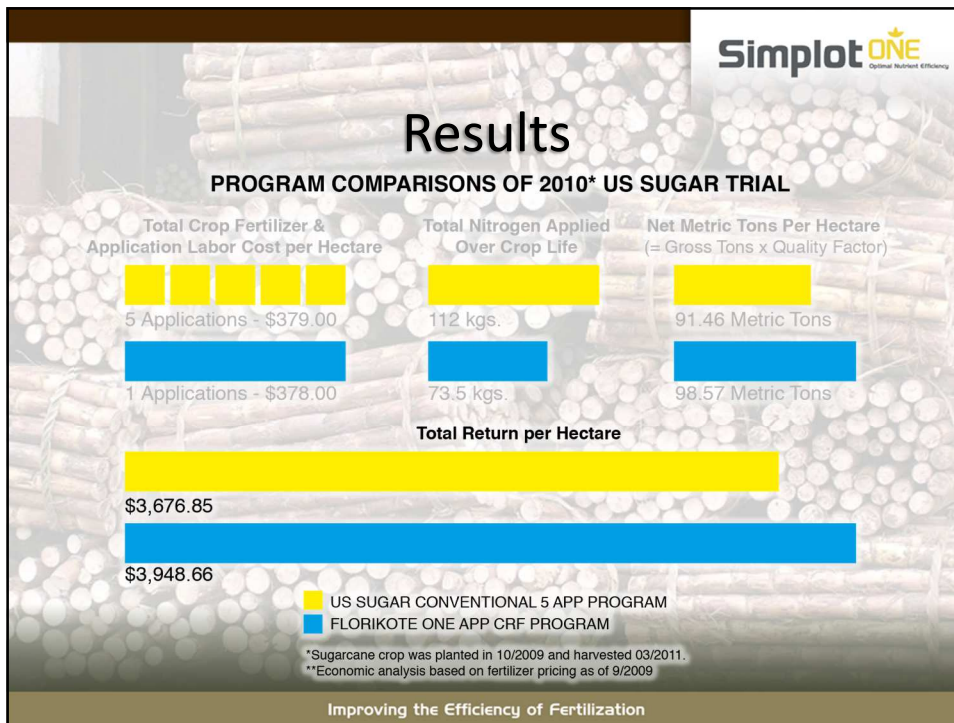 Simplot ONE
Optimal Nutrient Efficiency
Results
PROGRAM COMPARISONS OF 2010* US SUGAR TRIAL
Total Crop Fertilizer &
Application Labor Cost per Hectare
5 Applications - $379.00
1 Applications - $378.00
Total Nitrogen Applied
Over Crop Life
112 kgs.
73.5 kgs.
Net Metric Tons Per Hectare
(= Gross Tons x Quality Factor)
91.46 Metric Tons
98.57 Metric Tons
Total Return per Hectare
$3,676.85
$3,948.66
US SUGAR CONVENTIONAL 5 APP PROGRAM
FLORIKOTE ONE APP CRF PROGRAM
*Sugarcane crop was planted in 10/2009 and harvested 03/2011.
**Economic analysis based on fertilizer pricing as of 9/2009
Improving the Efficiency of Fertilization